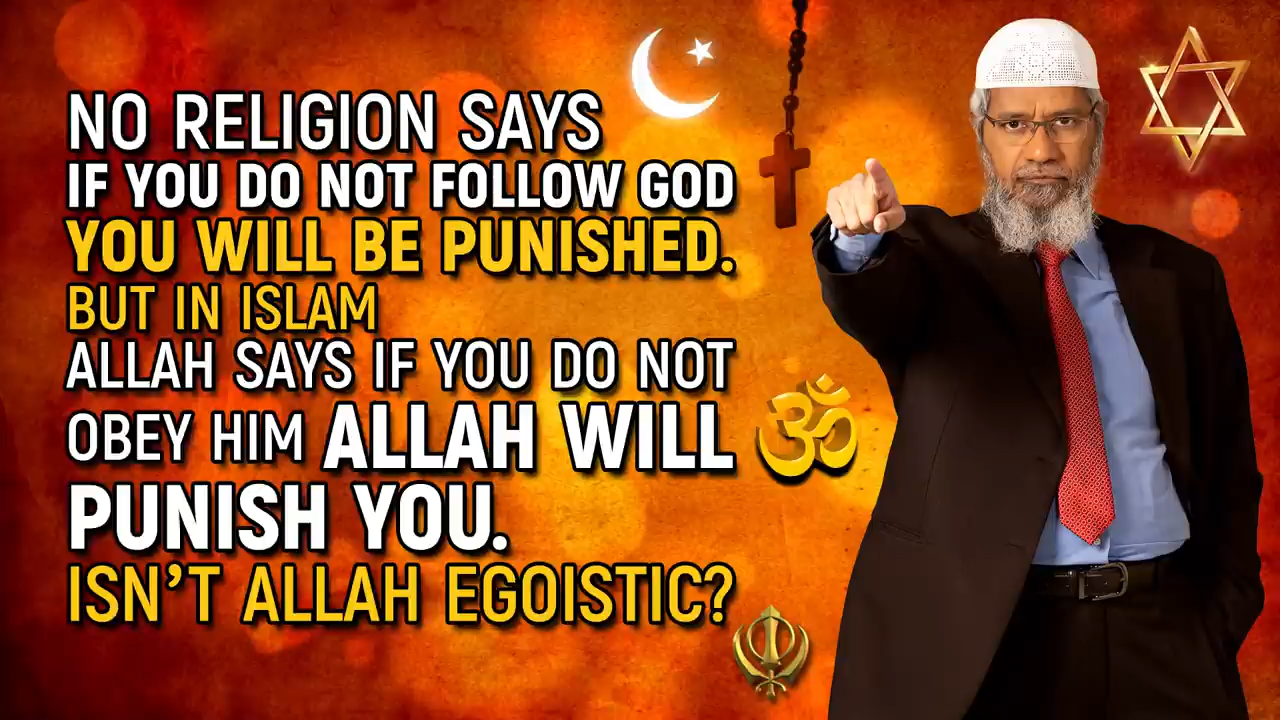 NO RELIGION SAYS
IF YOU DO NOT FOLLOW GOD
YOU WILL BE PUNISHED.
BUT IN ISLAM
ALLAH SAYS IF YOU DO NOT
OBEY HIM ALLAH WILL
PUNISH YOU.
ISN'T ALLAH EGOISTIC?
ॐ